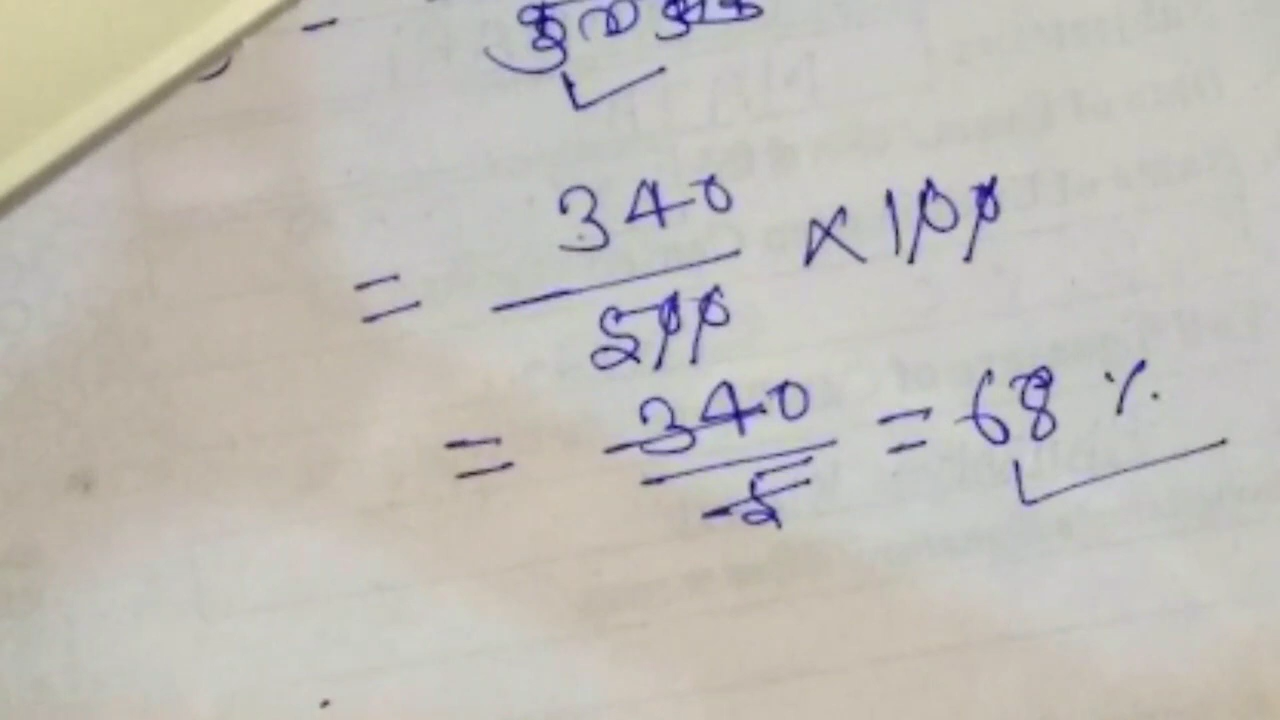 = 340/500 × 100
= 340/5 = 68 %